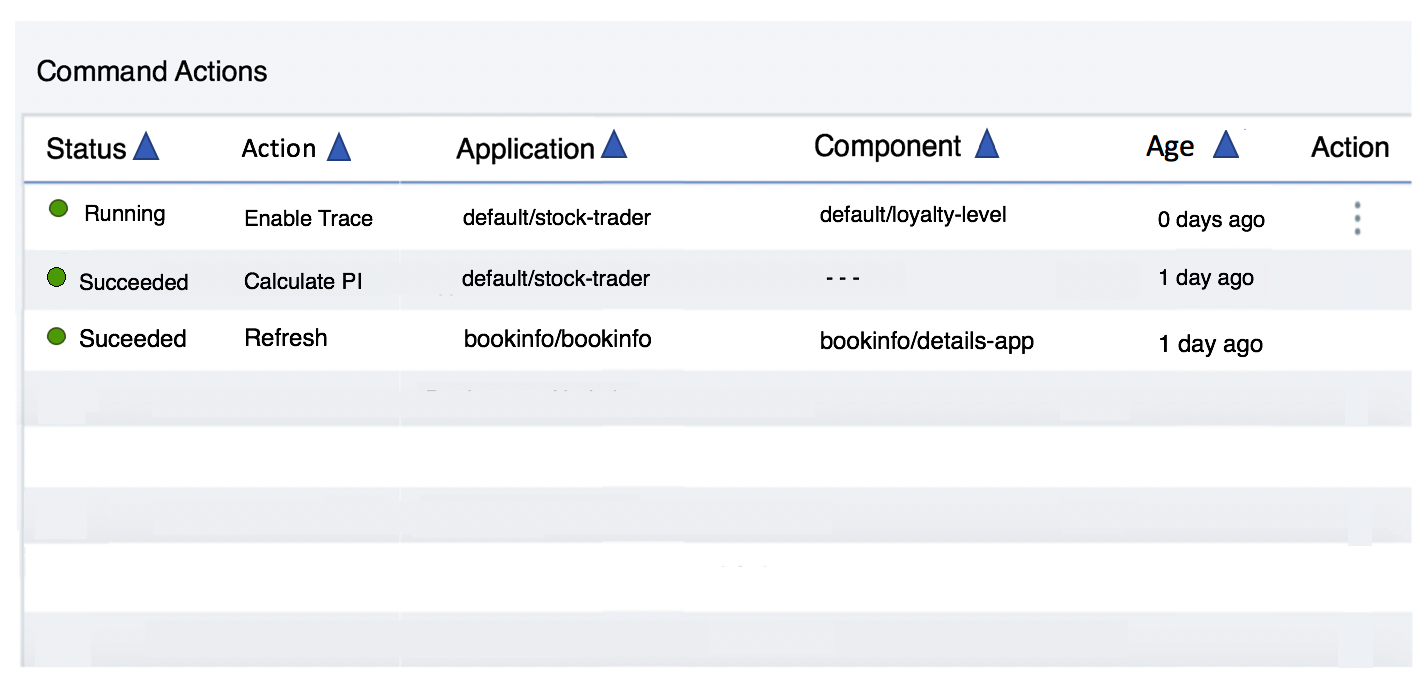 Command Actions
Status Action Application Component Age Action
Running Enable Trace default/stock-trader default/loyalty-level 0 days ago
Succeeded Calculate PI default/stock-trader - - - 1 day ago
Suceeded Refresh bookinfo/bookinfo bookinfo/details-app 1 day ago